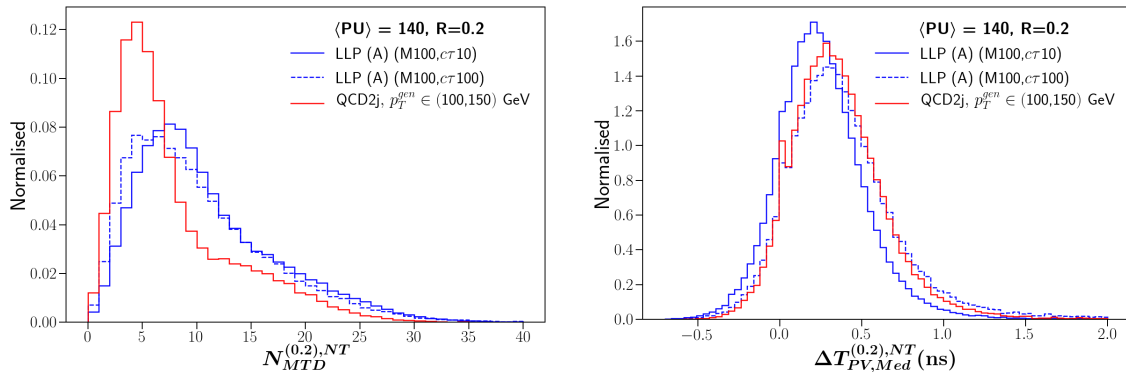 ⟨PU⟩ = 140, R=0.2
LLP (A) (M100,cτ10)
LLP (A) (M100,cτ100)
QCD2j, p_T^{gen} ∈ (100,150) GeV
Normalised
0.12
0.10
0.08
0.06
0.04
0.02
0.00
0 5 10 15 20 25 30 35 40
N_{MTD}^{(0.2),NT}
⟨PU⟩ = 140, R=0.2
LLP (A) (M100,cτ10)
LLP (A) (M100,cτ100)
QCD2j, p_T^{gen} ∈ (100,150) GeV
Normalised
1.6
1.4
1.2
1.0
0.8
0.6
0.4
0.2
0.0
−0.5 0.0 0.5 1.0 1.5 2.0
ΔT_{PV,Med}^{(0.2),NT}(ns)